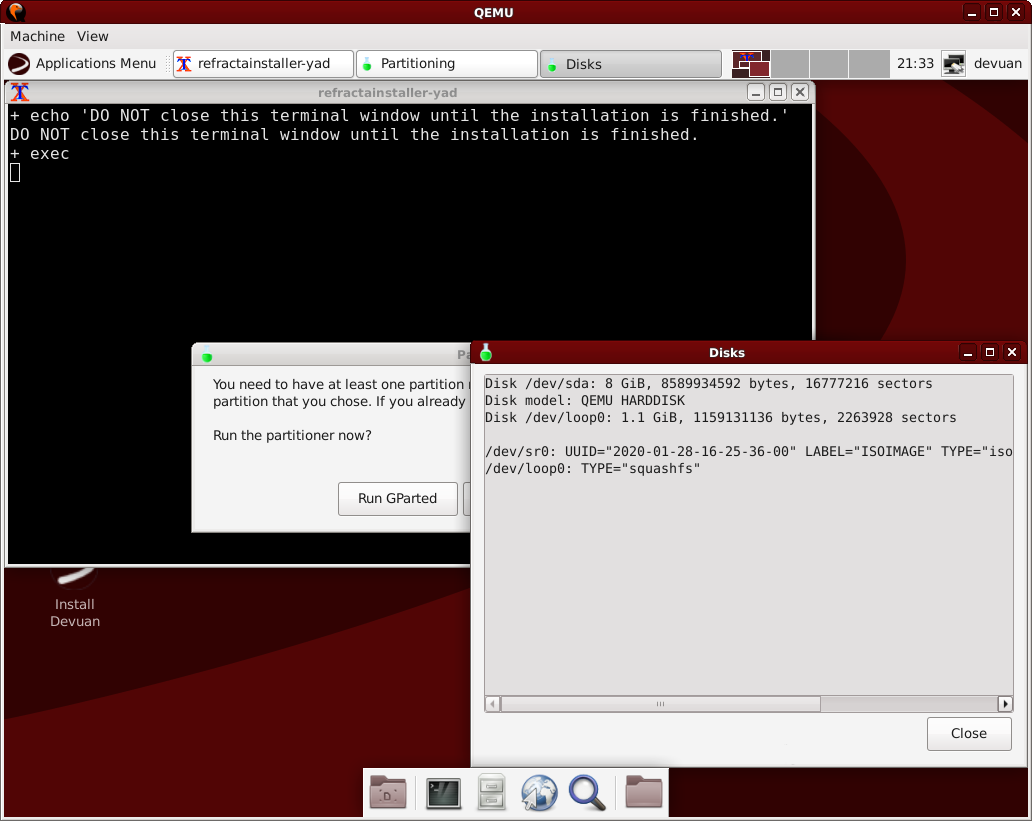 QEMU
Machine View
Applications Menu refractainstaller-yad Partitioning Disks 21:33 devuan
refractainstaller-yad
+ echo 'DO NOT close this terminal window until the installation is finished.'
DO NOT close this terminal window until the installation is finished.
+ exec
You need to have at least one partition
partition that you chose. If you already
Run the partitioner now?
Run GParted
Disks
Disk /dev/sda: 8 GiB, 8589934592 bytes, 16777216 sectors
Disk model: QEMU HARDDISK
Disk /dev/loop0: 1.1 GiB, 1159131136 bytes, 2263928 sectors
/dev/sr0: UUID="2020-01-28-16-25-36-00" LABEL="ISOIMAGE" TYPE="iso
/dev/loop0: TYPE="squashfs"
Close
Install
Devuan